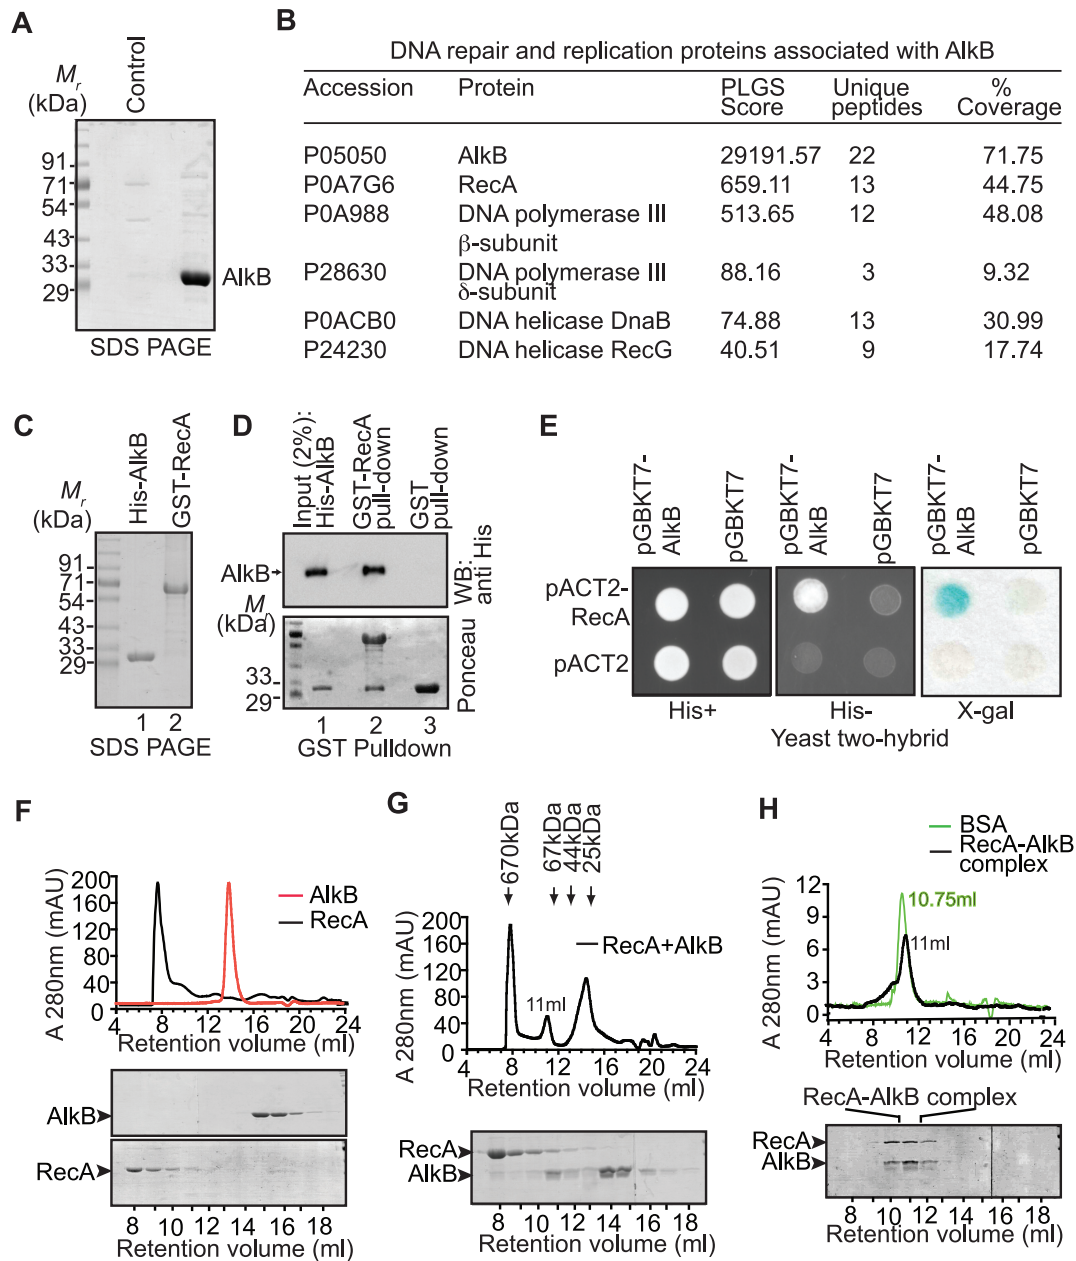 A
Mr
(kDa)
Control
91
71
54
43
33
29
AlkB
SDS PAGE
B
DNA repair and replication proteins associated with AlkB
Accession Protein PLGS Score Unique peptides % Coverage
P05050 AlkB 29191.57 22 71.75
P0A7G6 RecA 659.11 13 44.75
P0A988 DNA polymerase III β-subunit 513.65 12 48.08
P28630 DNA polymerase III δ-subunit 88.16 3 9.32
P0ACB0 DNA helicase DnaB 74.88 13 30.99
P24230 DNA helicase RecG 40.51 9 17.74
C
Mr
(kDa)
His-AlkB
GST-RecA
91
71
54
43
33
29
1 2
SDS PAGE
D
Input (2%):
His-AlkB
GST-RecA
pull-down
GST
pull-down
AlkB
WB:
anti His
Mr
(kDa)
33
29
Ponceau
1 2 3
GST Pulldown
E
pGBKT7-
AlkB
pGBKT7
pGBKT7-
AlkB
pGBKT7
pGBKT7-
AlkB
pGBKT7
pACT2-
RecA
pACT2
His+ His- X-gal
Yeast two-hybrid
F
A 280nm (mAU)
200
160
120
80
40
0
AlkB
RecA
4 8 12 16 20 24
Retention volume (ml)
AlkB
RecA
8 10 12 14 16 18
Retention volume (ml)
G
670kDa
67kDa
44kDa
25kDa
A 280nm (mAU)
200
160
120
80
40
0
RecA+AlkB
11ml
4 8 12 16 20 24
Retention volume (ml)
RecA
AlkB
8 10 12 14 16 18
Retention volume (ml)
H
BSA
RecA-AlkB
complex
A 280nm (mAU)
12
9
6
3
0
10.75ml
11ml
4 8 12 16 20 24
Retention volume (ml)
RecA-AlkB complex
RecA
AlkB
8 10 12 14 16 18
Retention volume (ml)